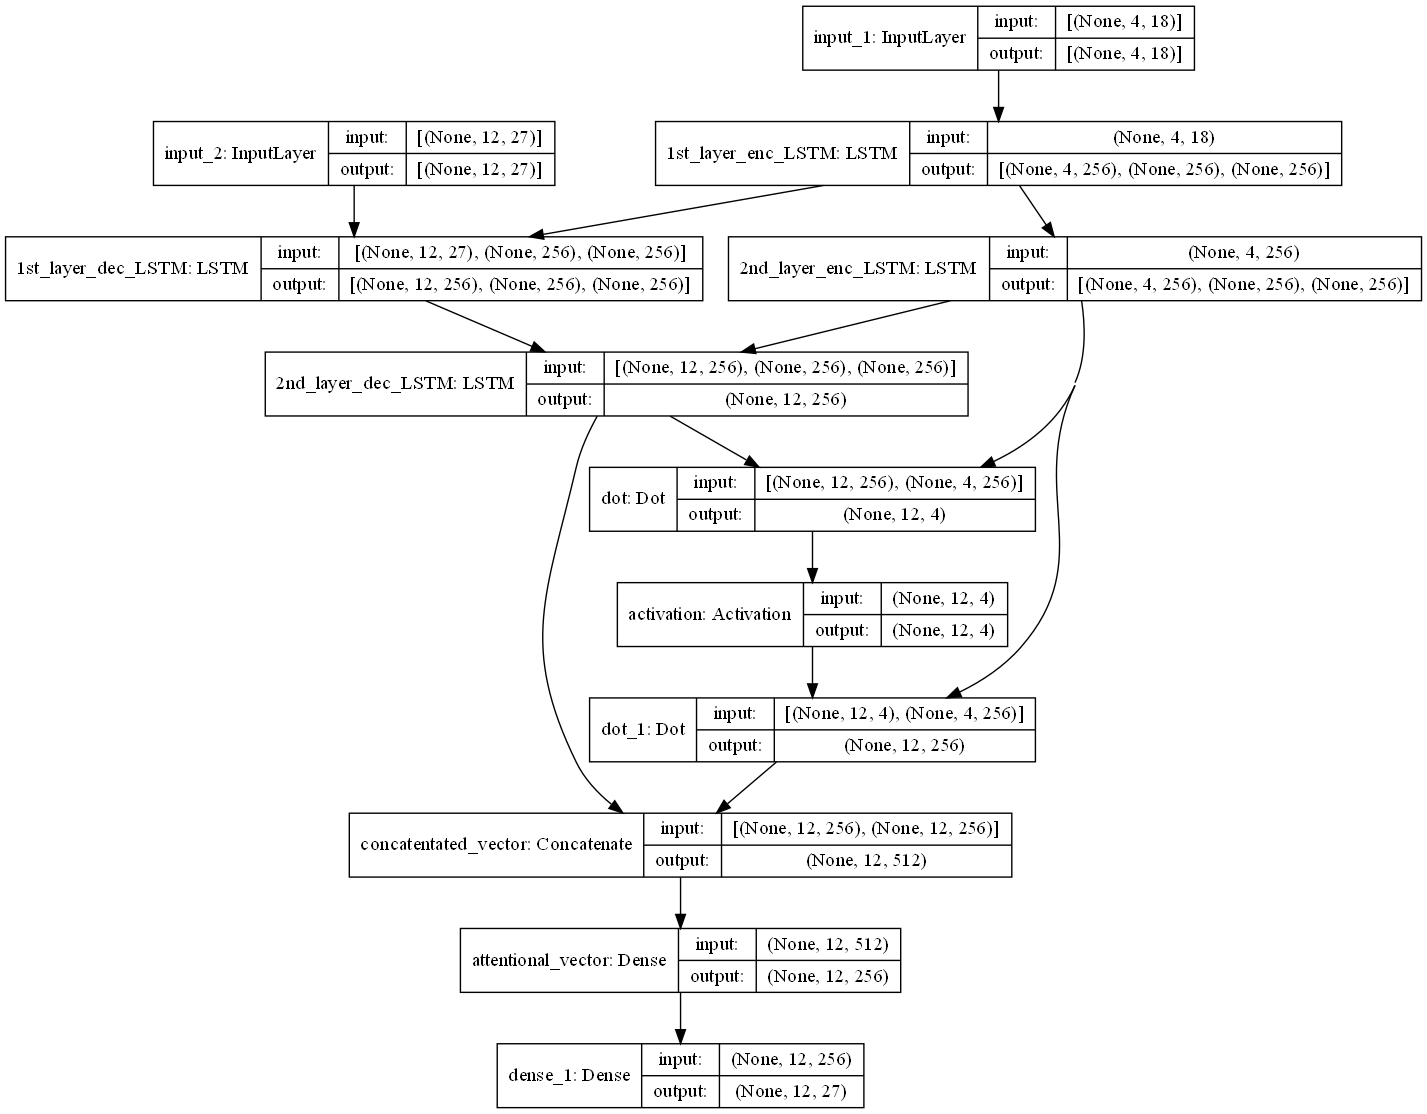 input_1: InputLayer
input:
[(None, 4, 18)]
output:
[(None, 4, 18)]
input_2: InputLayer
input:
[(None, 12, 27)]
output:
[(None, 12, 27)]
1st_layer_enc_LSTM: LSTM
input:
(None, 4, 18)
output:
[(None, 4, 256), (None, 256), (None, 256)]
1st_layer_dec_LSTM: LSTM
input:
[(None, 12, 27), (None, 256), (None, 256)]
output:
[(None, 12, 256), (None, 256), (None, 256)]
2nd_layer_enc_LSTM: LSTM
input:
(None, 4, 256)
output:
[(None, 4, 256), (None, 256), (None, 256)]
2nd_layer_dec_LSTM: LSTM
input:
[(None, 12, 256), (None, 256), (None, 256)]
output:
(None, 12, 256)
dot: Dot
input:
[(None, 12, 256), (None, 4, 256)]
output:
(None, 12, 4)
activation: Activation
input:
(None, 12, 4)
output:
(None, 12, 4)
dot_1: Dot
input:
[(None, 12, 4), (None, 4, 256)]
output:
(None, 12, 256)
concatentated_vector: Concatenate
input:
[(None, 12, 256), (None, 12, 256)]
output:
(None, 12, 512)
attentional_vector: Dense
input:
(None, 12, 512)
output:
(None, 12, 256)
dense_1: Dense
input:
(None, 12, 256)
output:
(None, 12, 27)